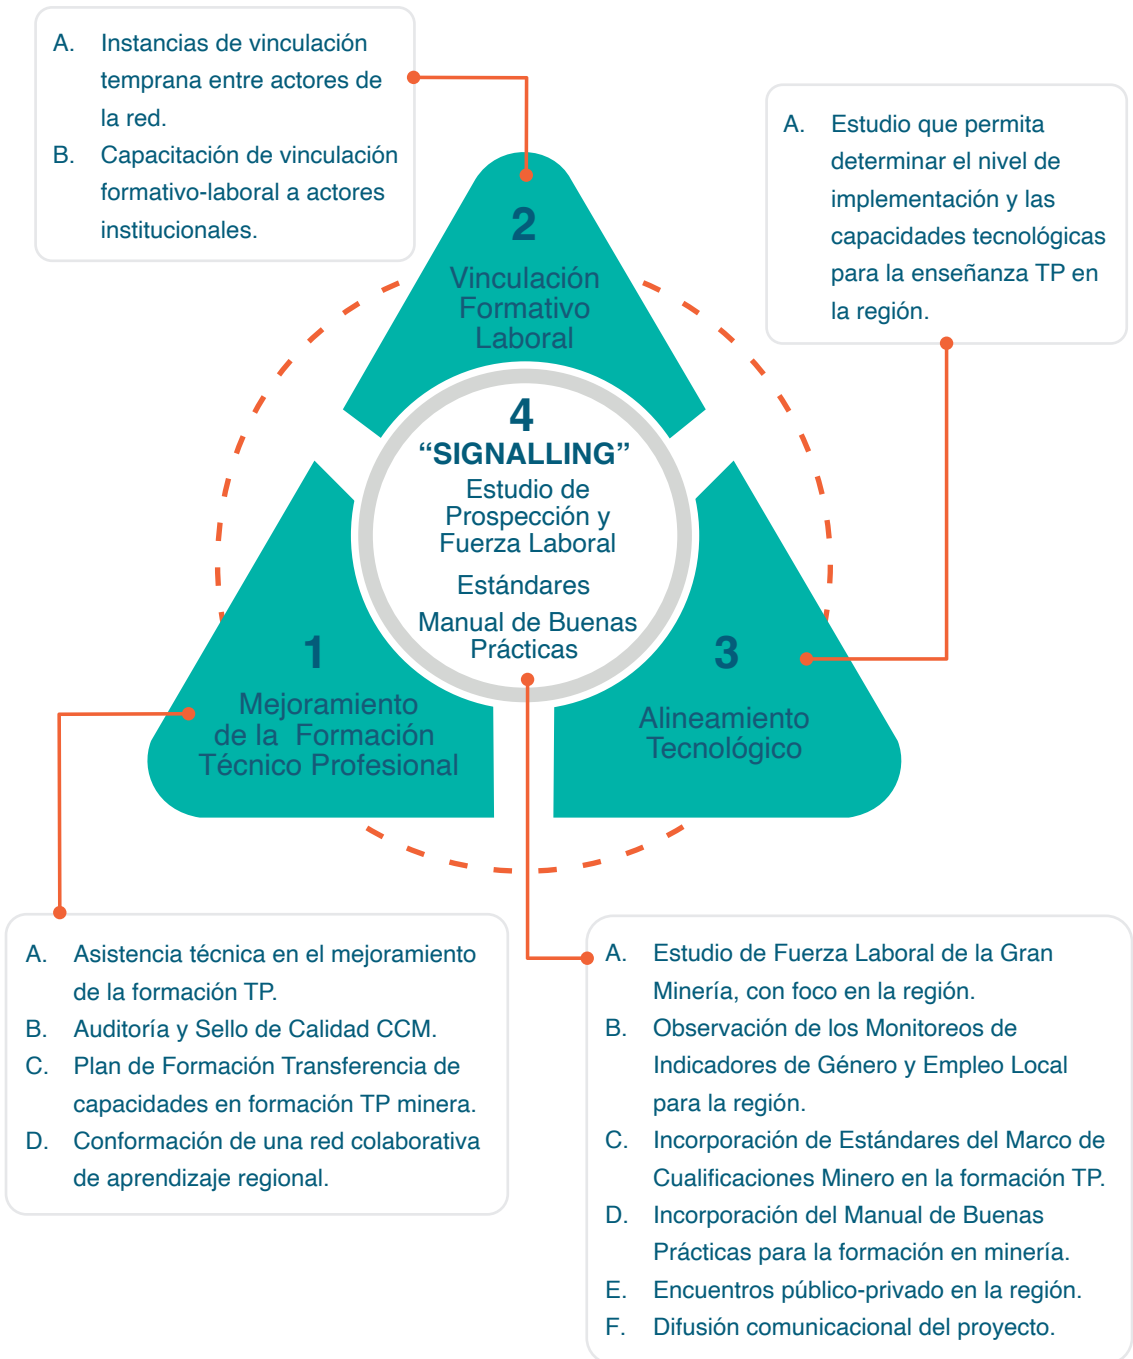 A. Instancias de vinculación
temprana entre actores de
la red.
B. Capacitación de vinculación
formativo-laboral a actores
institucionales.
A. Estudio que permita
determinar el nivel de
implementación y las
capacidades tecnológicas
para la enseñanza TP en
la región.
2
Vinculación
Formativo
Laboral
4
“SIGNALLING”
Estudio de
Prospección y
Fuerza Laboral
Estándares
Manual de Buenas
Prácticas
1
Mejoramiento
de la Formación
Técnico Profesional
3
Alineamiento
Tecnológico
A. Asistencia técnica en el mejoramiento
de la formación TP.
B. Auditoría y Sello de Calidad CCM.
C. Plan de Formación Transferencia de
capacidades en formación TP minera.
D. Conformación de una red colaborativa
de aprendizaje regional.
A. Estudio de Fuerza Laboral de la Gran
Minería, con foco en la región.
B. Observación de los Monitoreos de
Indicadores de Género y Empleo Local
para la región.
C. Incorporación de Estándares del Marco de
Cualificaciones Minero en la formación TP.
D. Incorporación del Manual de Buenas
Prácticas para la formación en minería.
E. Encuentros público-privado en la región.
F. Difusión comunicacional del proyecto.